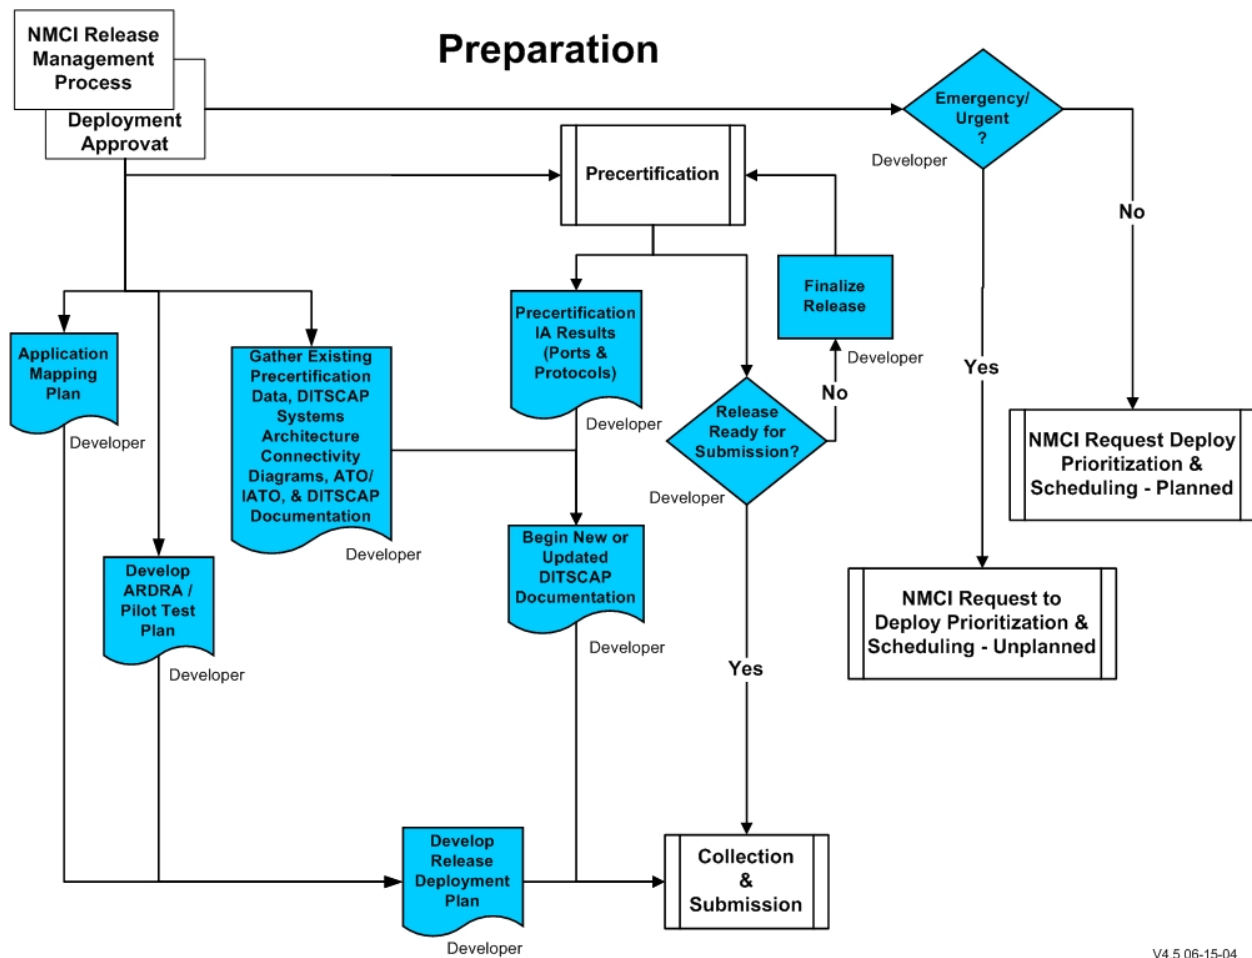 Preparation
NMCI Release
Management
Process
Deployment
Approvat
Emergency/
Urgent
?
Developer
Precertification
No
Finalize
Release
Developer
Precertification
IA Results
(Ports &
Protocols)
Developer
Application
Mapping
Plan
Developer
Gather Existing
Precertification
Data, DITSCAP
Systems
Architecture
Connectivity
Diagrams, ATO/
IATO, & DITSCAP
Documentation
Developer
Yes
No
Release
Ready for
Submission?
Developer
NMCI Request Deploy
Prioritization &
Scheduling - Planned
Develop
ARDRA /
Pilot Test
Plan
Developer
Begin New or
Updated
DITSCAP
Documentation
Developer
NMCI Request to
Deploy Prioritization &
Scheduling - Unplanned
Yes
Develop
Release
Deployment
Plan
Developer
Collection
&
Submission
V4.5 06-15-04